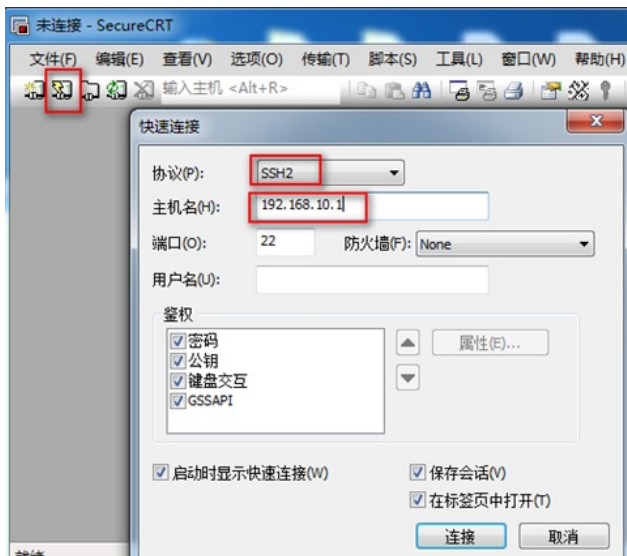 未连接 - SecureCRT
文件(F) 编辑(E) 查看(V) 选项(O) 传输(T) 脚本(S) 工具(L) 窗口(W) 帮助(H)
输入主机 <Alt+R>
快速连接
协议(P): SSH2
主机名(H): 192.168.10.1
端口(O): 22 防火墙(F): None
用户名(U):
鉴权
密码
公钥
键盘交互
GSSAPI
属性(E)...
启动时显示快速连接(W)
保存会话(V)
在标签页中打开(T)
连接 取消